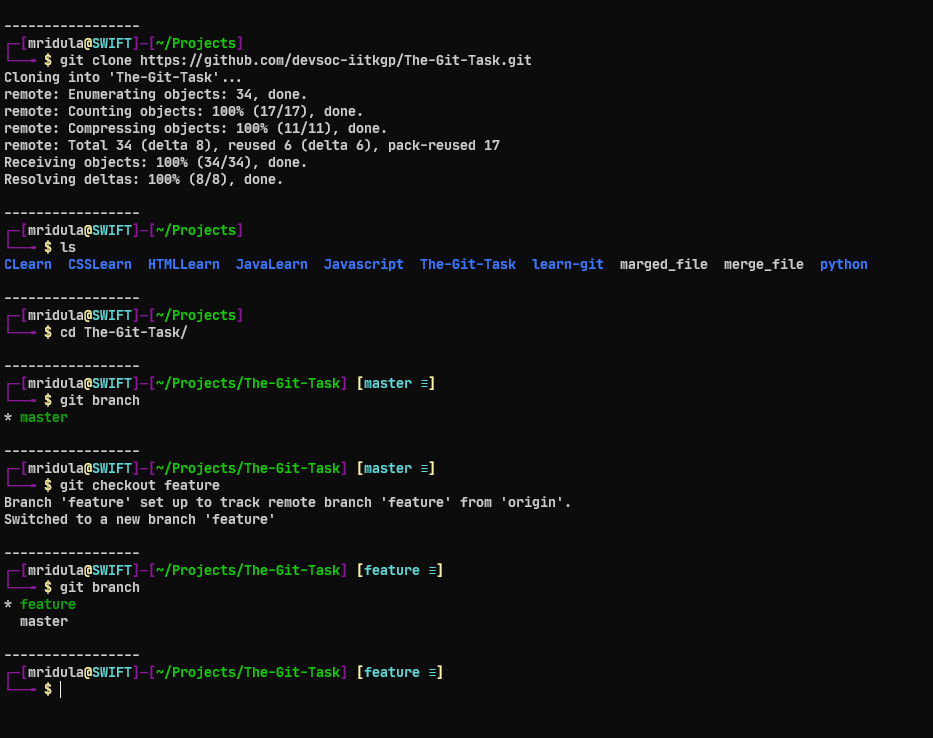 -----------------
┌─[mridula@SWIFT]─[~/Projects]
└──╼ $ git clone https://github.com/devsoc-iitkgp/The-Git-Task.git
Cloning into 'The-Git-Task'...
remote: Enumerating objects: 34, done.
remote: Counting objects: 100% (17/17), done.
remote: Compressing objects: 100% (11/11), done.
remote: Total 34 (delta 8), reused 6 (delta 6), pack-reused 17
Receiving objects: 100% (34/34), done.
Resolving deltas: 100% (8/8), done.

-----------------
┌─[mridula@SWIFT]─[~/Projects]
└──╼ $ ls
CLearn  CSSLearn  HTMLLearn  JavaLearn  Javascript  The-Git-Task  learn-git  marged_file  merge_file  python

-----------------
┌─[mridula@SWIFT]─[~/Projects]
└──╼ $ cd The-Git-Task/

-----------------
┌─[mridula@SWIFT]─[~/Projects/The-Git-Task] [master ≡]
└──╼ $ git branch
* master

-----------------
┌─[mridula@SWIFT]─[~/Projects/The-Git-Task] [master ≡]
└──╼ $ git checkout feature
Branch 'feature' set up to track remote branch 'feature' from 'origin'.
Switched to a new branch 'feature'

-----------------
┌─[mridula@SWIFT]─[~/Projects/The-Git-Task] [feature ≡]
└──╼ $ git branch
* feature
  master

-----------------
┌─[mridula@SWIFT]─[~/Projects/The-Git-Task] [feature ≡]
└──╼ $